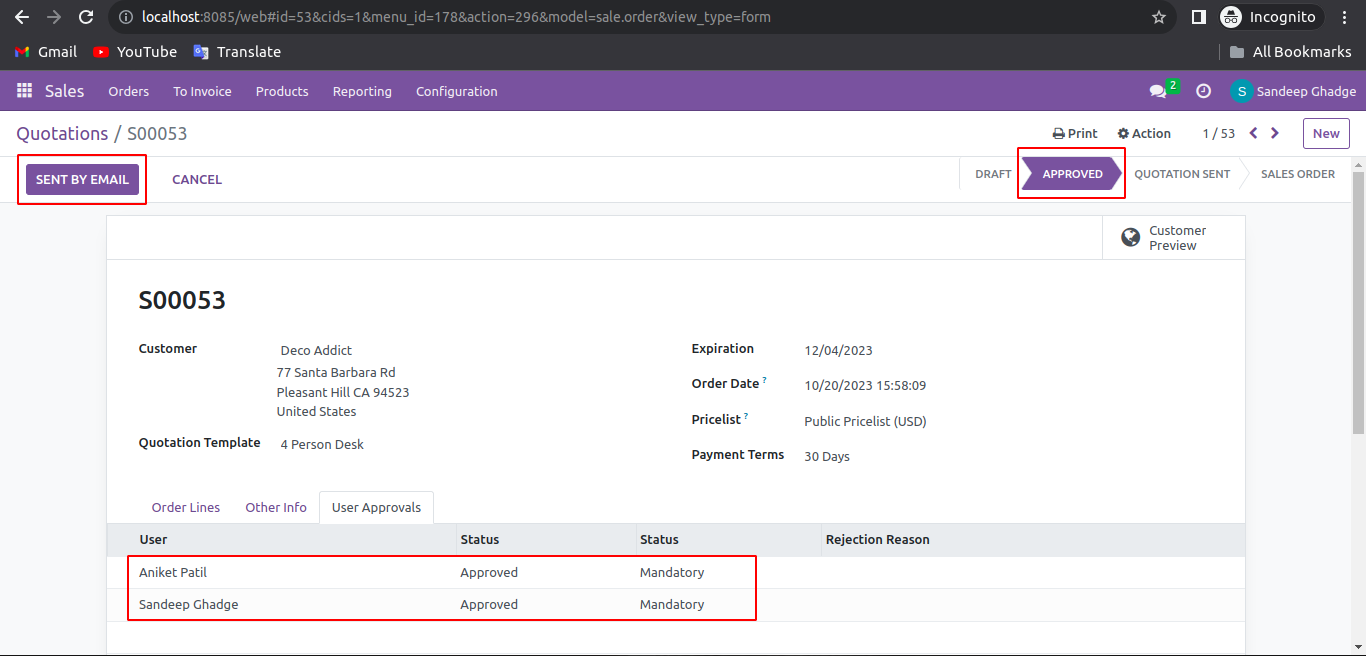 localhost:8085/web#id=53&cids=1&menu_id=178&action=296&model=sale.order&view_type=form
Incognito
Gmail YouTube Translate All Bookmarks
Sales Orders To Invoice Products Reporting Configuration 2 S Sandeep Ghadge
Quotations / S00053 Print Action 1 / 53 New
SENT BY EMAIL CANCEL DRAFT APPROVED QUOTATION SENT SALES ORDER
Customer
Preview
S00053
Customer Deco Addict
77 Santa Barbara Rd
Pleasant Hill CA 94523
United States
Quotation Template 4 Person Desk
Expiration 12/04/2023
Order Date ? 10/20/2023 15:58:09
Pricelist ? Public Pricelist (USD)
Payment Terms 30 Days
Order Lines Other Info User Approvals
User Status Status Rejection Reason
Aniket Patil Approved Mandatory
Sandeep Ghadge Approved Mandatory